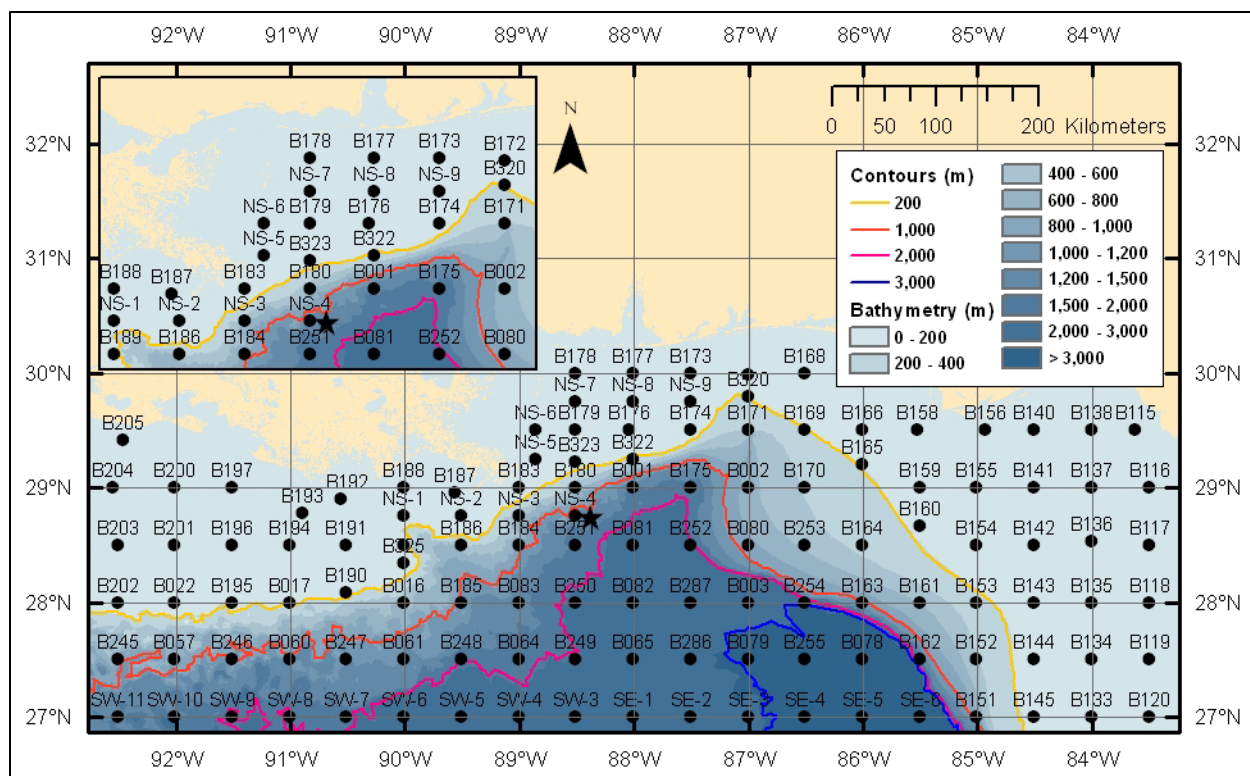 92°W 91°W 90°W 89°W 88°W 87°W 86°W 85°W 84°W
N
0 50 100 200 Kilometers
32°N 32°N
31°N 31°N
30°N 30°N
29°N 29°N
28°N 28°N
27°N 27°N
B178 B177 B173 B172
NS-7 NS-8 NS-9 B320
NS-6 B179 B176 B174 B171
NS-5 B323 B322
B188 B187 B183 B180 B001 B175 B002
NS-1 NS-2 NS-3 NS-4
B189 B186 B184 B251 B081 B252 B080
Contours (m)
200
1,000
2,000
3,000
Bathymetry (m)
0 - 200
200 - 400
400 - 600
600 - 800
800 - 1,000
1,000 - 1,200
1,200 - 1,500
1,500 - 2,000
2,000 - 3,000
> 3,000
B178 B177 B173 B168
NS-7 NS-8 NS-9 B320
B205 NS-6 B179 B176 B174 B171 B169 B166 B158 B156 B140 B138 B115
NS-5 B323 B322 B165
B204 B200 B197 B188 B183 B180 B001 B175 B002 B170 B159 B155 B141 B137 B116
B193 B192 NS-1 B187 NS-2 NS-3 NS-4 B160
B203 B201 B196 B194 B191 B186 B184 B251 B081 B252 B080 B253 B164 B154 B142 B136 B117
B325
B202 B022 B195 B017 B190 B016 B185 B083 B250 B082 B287 B003 B254 B163 B161 B153 B143 B135 B118
B245 B057 B246 B060 B247 B061 B248 B064 B249 B065 B286 B079 B255 B078 B162 B152 B144 B134 B119
SW-11 SW-10 SW-9 SW-8 SW-7 SW-6 SW-5 SW-4 SW-3 SE-1 SE-2 SE-3 SE-4 SE-5 SE-6 B151 B145 B133 B120
92°W 91°W 90°W 89°W 88°W 87°W 86°W 85°W 84°W